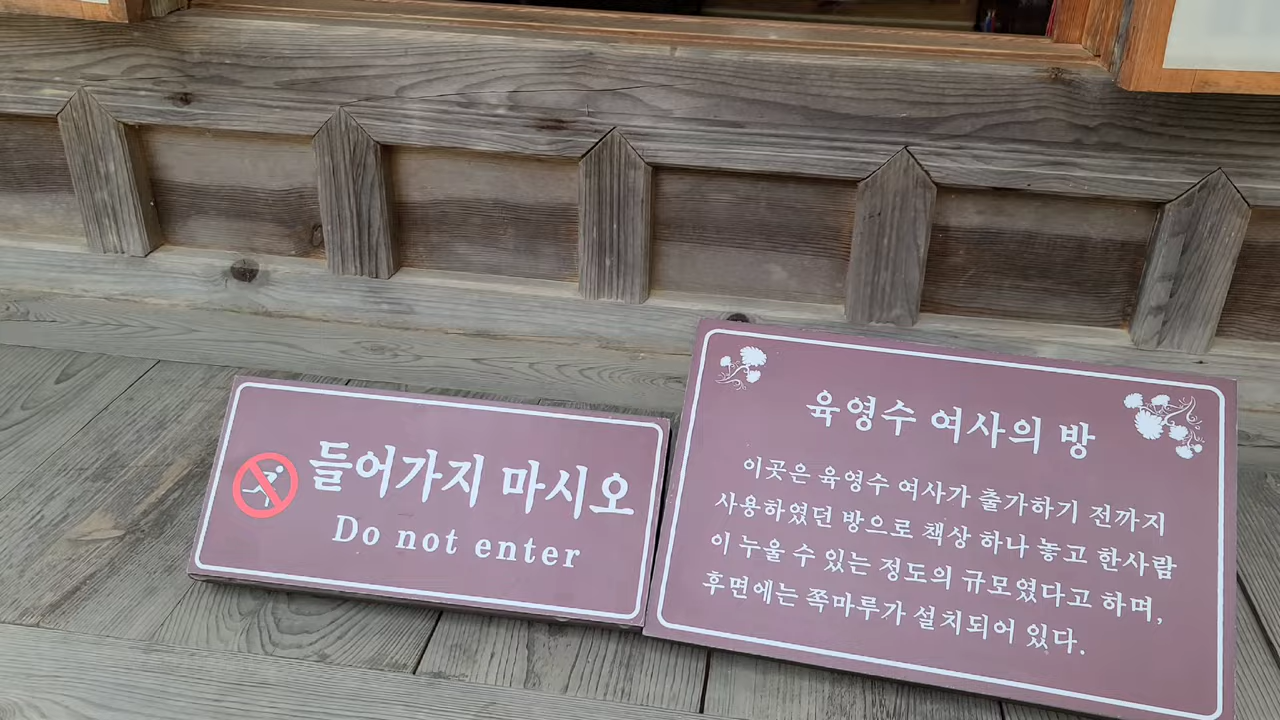 들어가지 마시오
Do not enter
육영수 여사의 방
이곳은 육영수 여사가 출가하기 전까지
사용하였던 방으로 책상 하나 놓고 한사람
이 누울 수 있는 정도의 규모였다고 하며,
후면에는 쪽마루가 설치되어 있다.